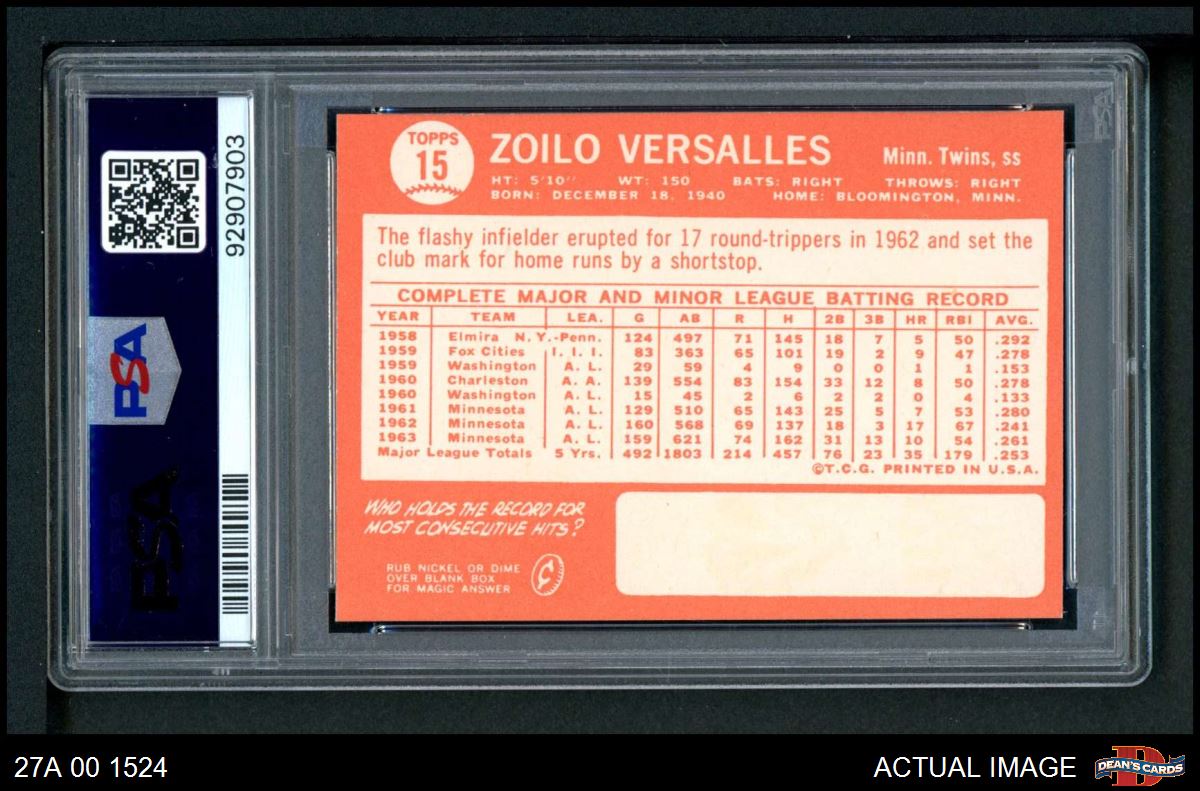 92907903
PSA
PSA
TOPPS
15
ZOILO VERSALLES
Minn. Twins, ss
HT: 5'10" WT: 150 BATS: RIGHT THROWS: RIGHT
BORN: DECEMBER 18, 1940 HOME: BLOOMINGTON, MINN.
The flashy infielder erupted for 17 round-trippers in 1962 and set the
club mark for home runs by a shortstop.
COMPLETE MAJOR AND MINOR LEAGUE BATTING RECORD
YEAR TEAM LEA. G AB R H 2B 3B HR RBI AVG.
1958 Elmira N.Y.-Penn. 124 497 71 145 18 7 5 50 .292
1959 Fox Cities I. I. I. 83 363 65 101 19 2 9 47 .278
1959 Washington A. L. 29 59 4 9 0 0 1 1 .153
1960 Charleston A. A. 139 554 83 154 33 12 8 50 .278
1960 Washington A. L. 15 45 2 6 2 2 0 4 .133
1961 Minnesota A. L. 129 510 65 143 25 5 7 53 .280
1962 Minnesota A. L. 160 568 69 137 18 3 17 67 .241
1963 Minnesota A. L. 159 621 74 162 31 13 10 54 .261
Major League Totals 5 Yrs. 492 1803 214 457 76 23 35 179 .253
©T.C.G. PRINTED IN U.S.A.
WHO HOLDS THE RECORD FOR
MOST CONSECUTIVE HITS?
RUB NICKEL OR DIME
OVER BLANK BOX
FOR MAGIC ANSWER
27A 00 1524
ACTUAL IMAGE
DEAN'S CARDS